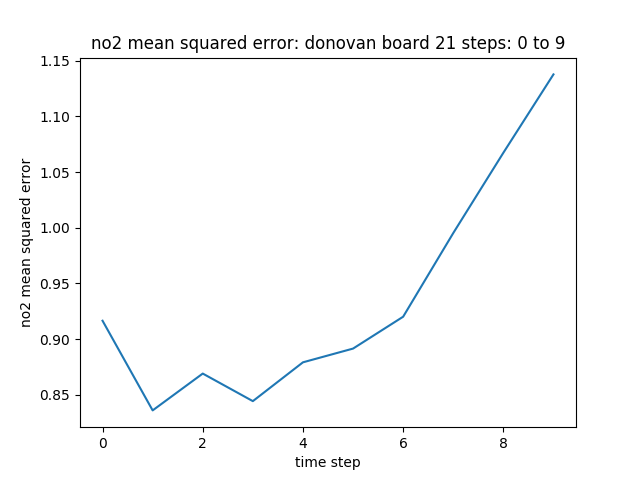 no2 mean squared error: donovan board 21 steps: 0 to 9
1.15
1.10
1.05
1.00
0.95
0.90
0.85
no2 mean squared error
0 2 4 6 8
time step